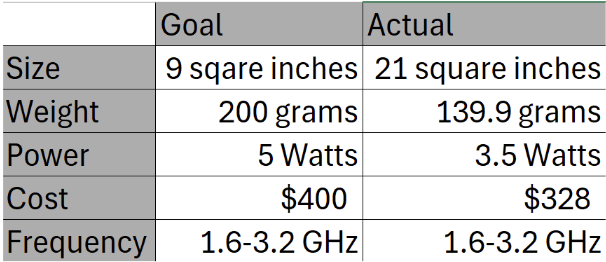 Goal Actual
Size 9 sqare inches 21 square inches
Weight 200 grams 139.9 grams
Power 5 Watts 3.5 Watts
Cost $400 $328
Frequency 1.6-3.2 GHz 1.6-3.2 GHz